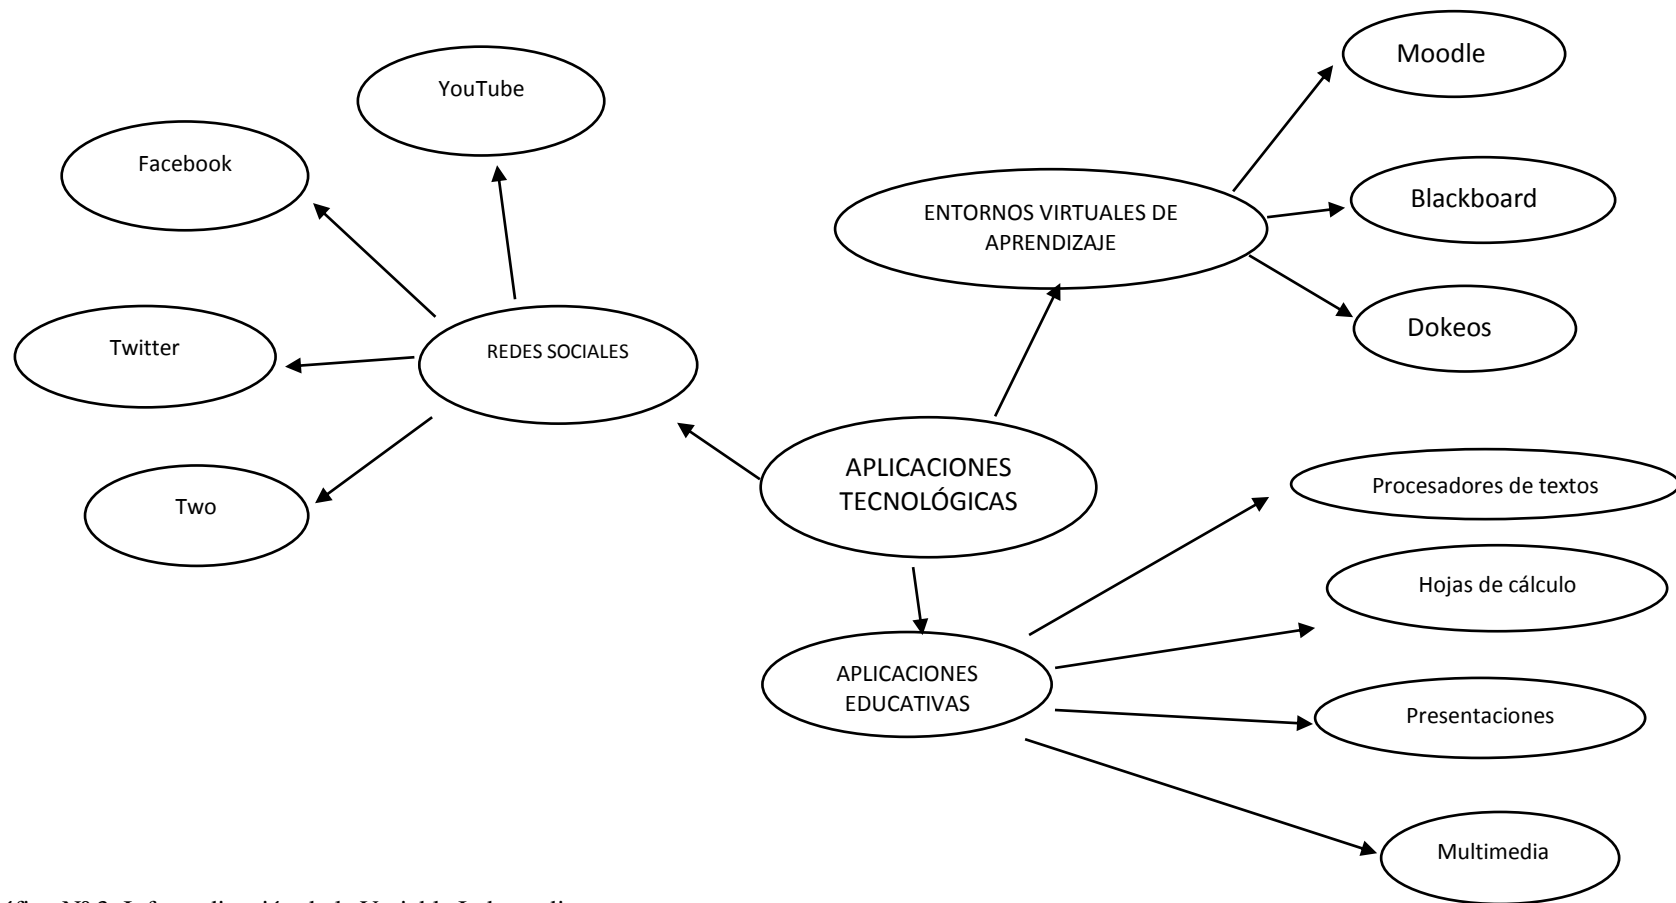 YouTube
Facebook
Twitter
Two
REDES SOCIALES
ENTORNOS VIRTUALES DE
APRENDIZAJE
Moodle
Blackboard
Dokeos
APLICACIONES
TECNOLÓGICAS
APLICACIONES
EDUCATIVAS
Procesadores de textos
Hojas de cálculo
Presentaciones
Multimedia